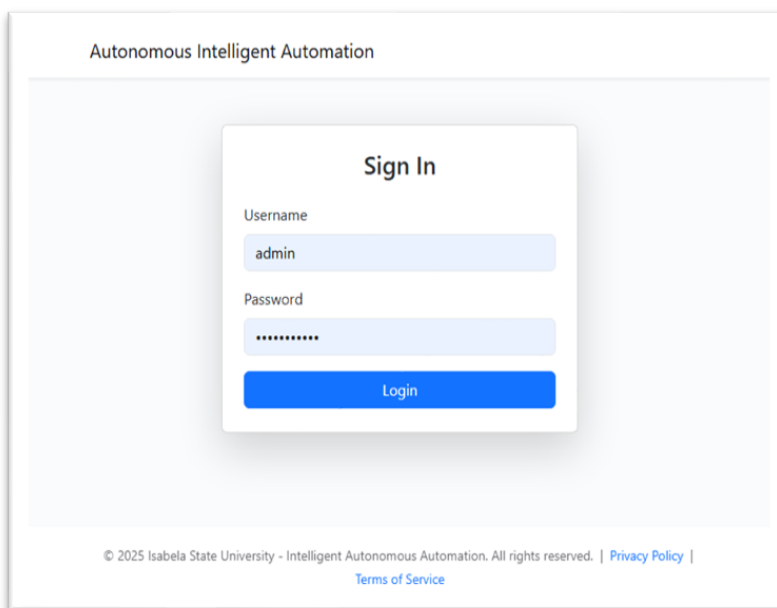 Autonomous Intelligent Automation
Sign In
Username
admin
Password
•••••••••••
Login
© 2025 Isabela State University - Intelligent Autonomous Automation. All rights reserved. | Privacy Policy |
Terms of Service